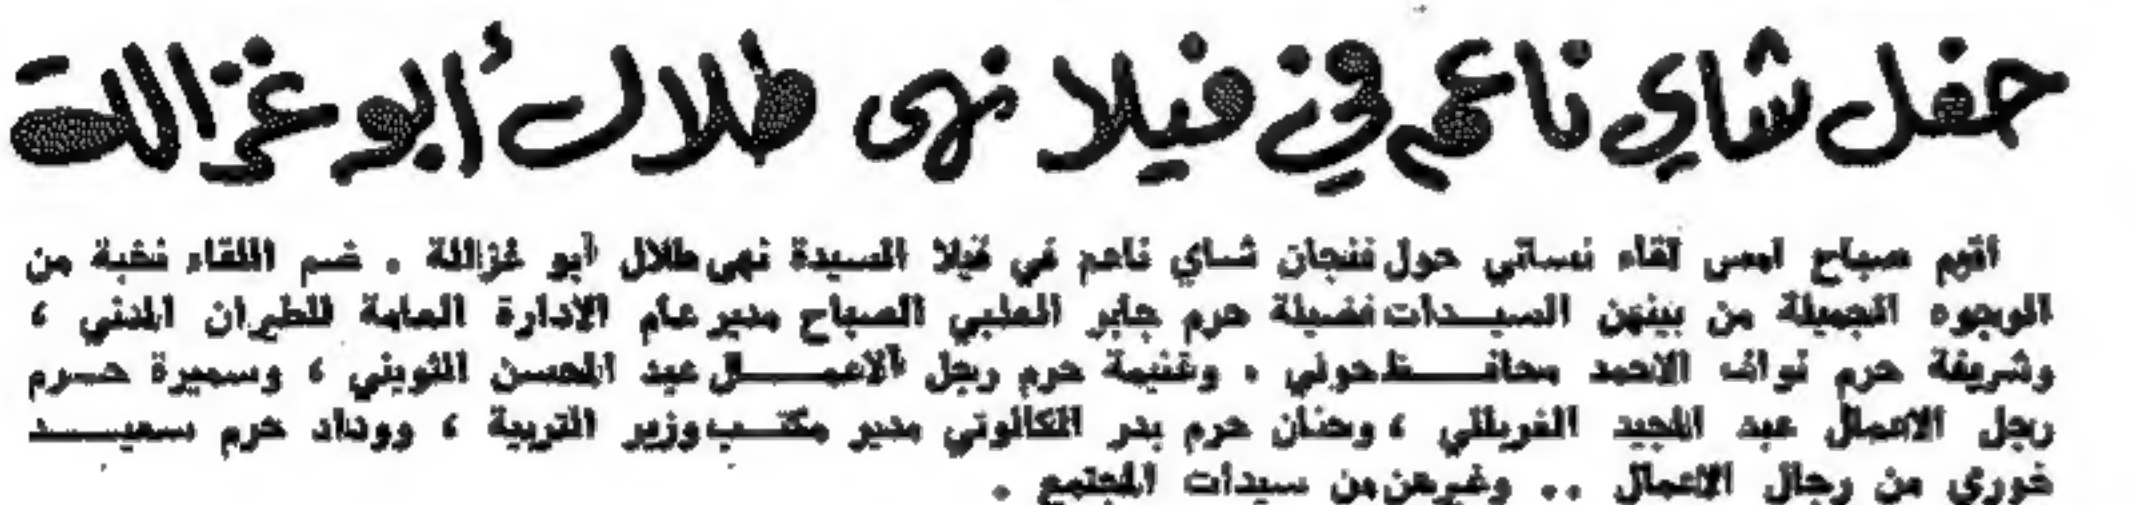 حفل شاي ناعم في فيلا نهى طلال أبو غزالة
أقيم صباح امس لقاء نسائي حول فنجان شاي ناعم في فيلا السيدة نهى طلال أبو غزالة . ضم اللقاء نخبة من
الوجوه الجميلة من بينهن السيدات فضيلة حرم جابر العلبي الصباح مدير عام الادارة العامة للطيران المدني ،
وشريفة حرم نواف الاحمد محافظ حولي ، وغنيمة حرم رجل الاعمال عبد المحسن الثويني ، وسميرة حرم
رجل الاعمال عبد المجيد الغربللي ، وحنان حرم بدر الكالوتي مدير مكتب وزير التربية ، ووداد حرم سعيد
خوري من رجال الاعمال .. وغيرهن من سيدات المجتمع .